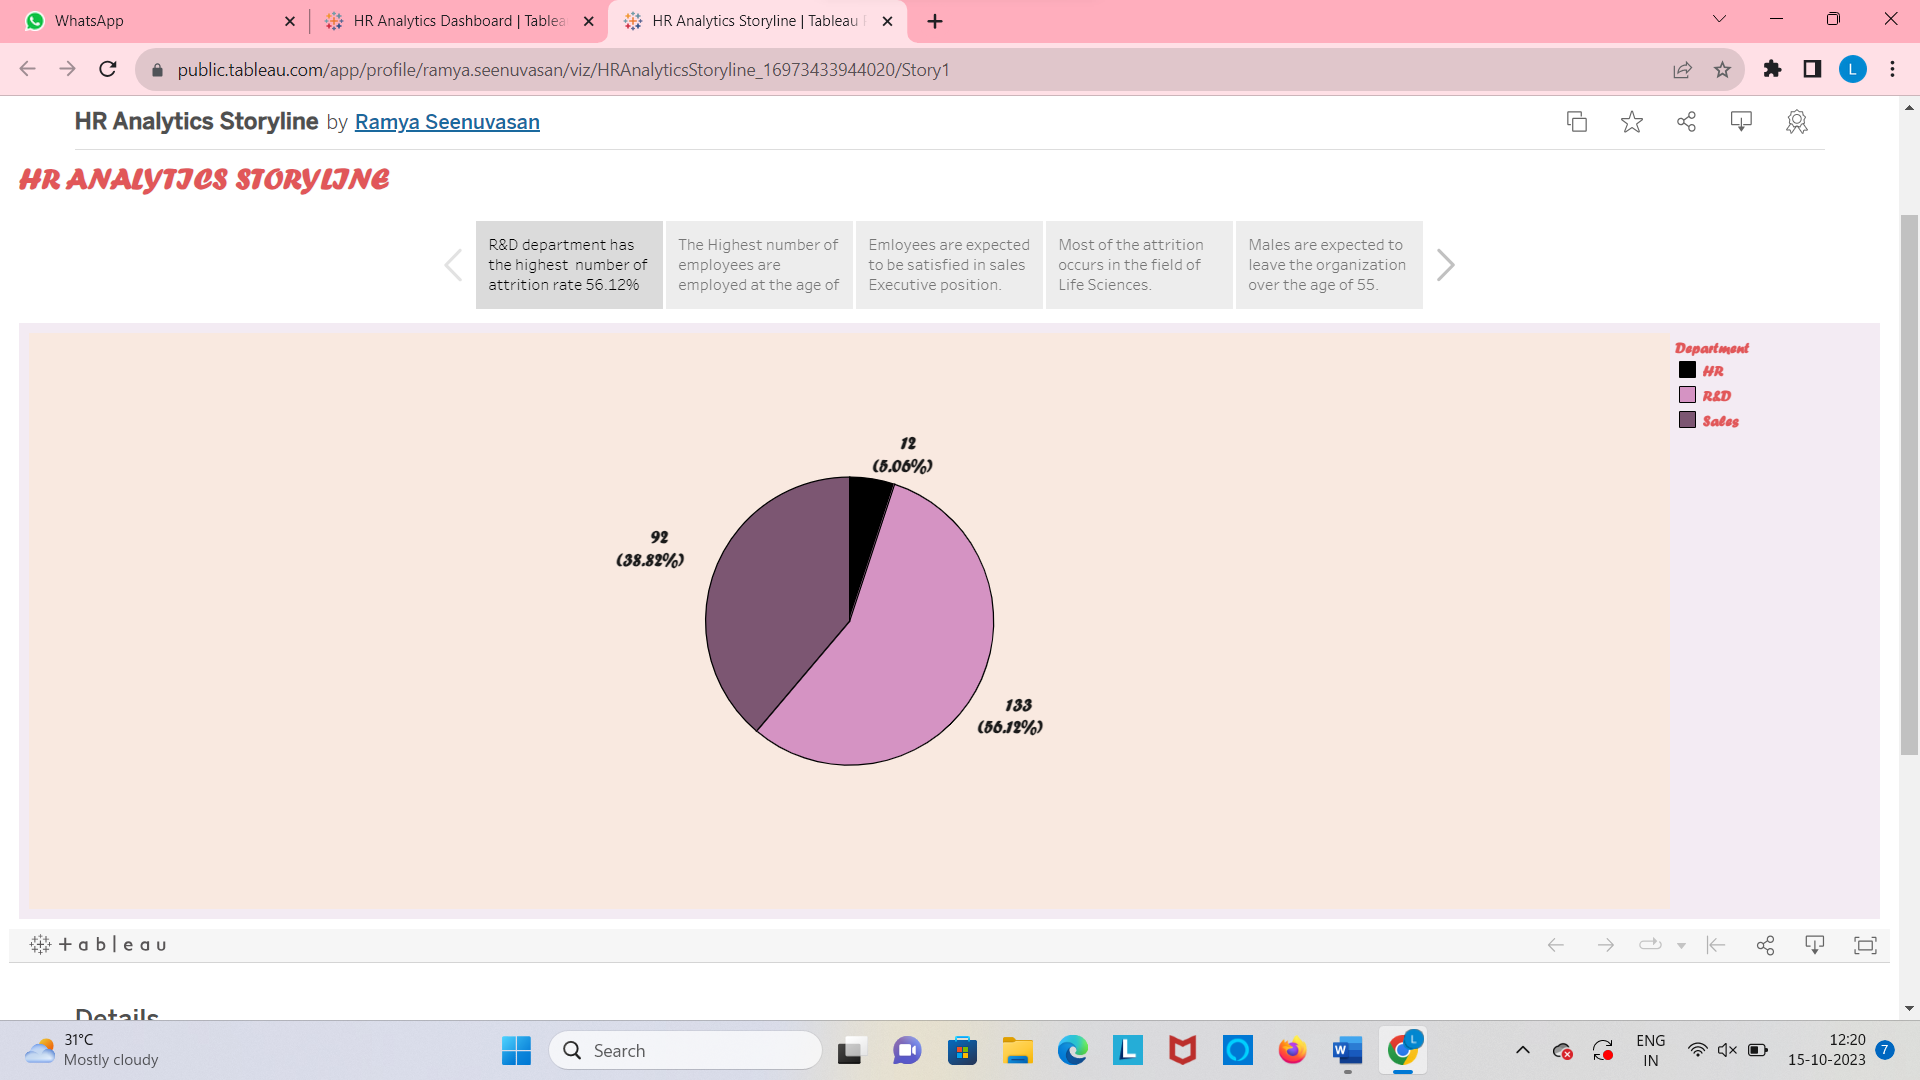 WhatsApp
HR Analytics Dashboard | Tablea
HR Analytics Storyline | Tableau P
public.tableau.com/app/profile/ramya.seenuvasan/viz/HRAnalyticsStoryline_16973433944020/Story1
L
HR Analytics Storyline by Ramya Seenuvasan
HR ANALYTICS STORYLINE
R&D department has
the highest  number of
attrition rate 56.12%
The Highest number of
employees are
employed at the age of
Emloyees are expected
to be satisfied in sales
Executive position.
Most of the attrition
occurs in the field of
Life Sciences.
Males are expected to
leave the organization
over the age of 55.
Department
HR
R&D
Sales
12
(5.06%)
92
(38.82%)
133
(56.12%)
+ a b l e a u
Details
31°C
Mostly cloudy
Search
L
W
L
ENG
IN
12:20
15-10-2023
7